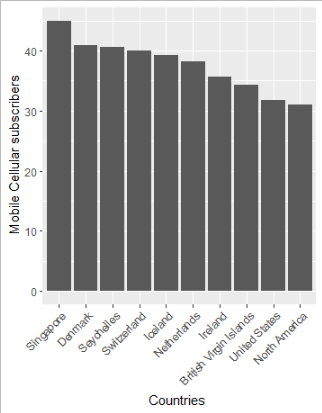 Mobile Cellular subscribers
40
30
20
10
0
Singapore
Denmark
Seychelles
Switzerland
Iceland
Netherlands
Ireland
British Virgin Islands
United States
North America
Countries